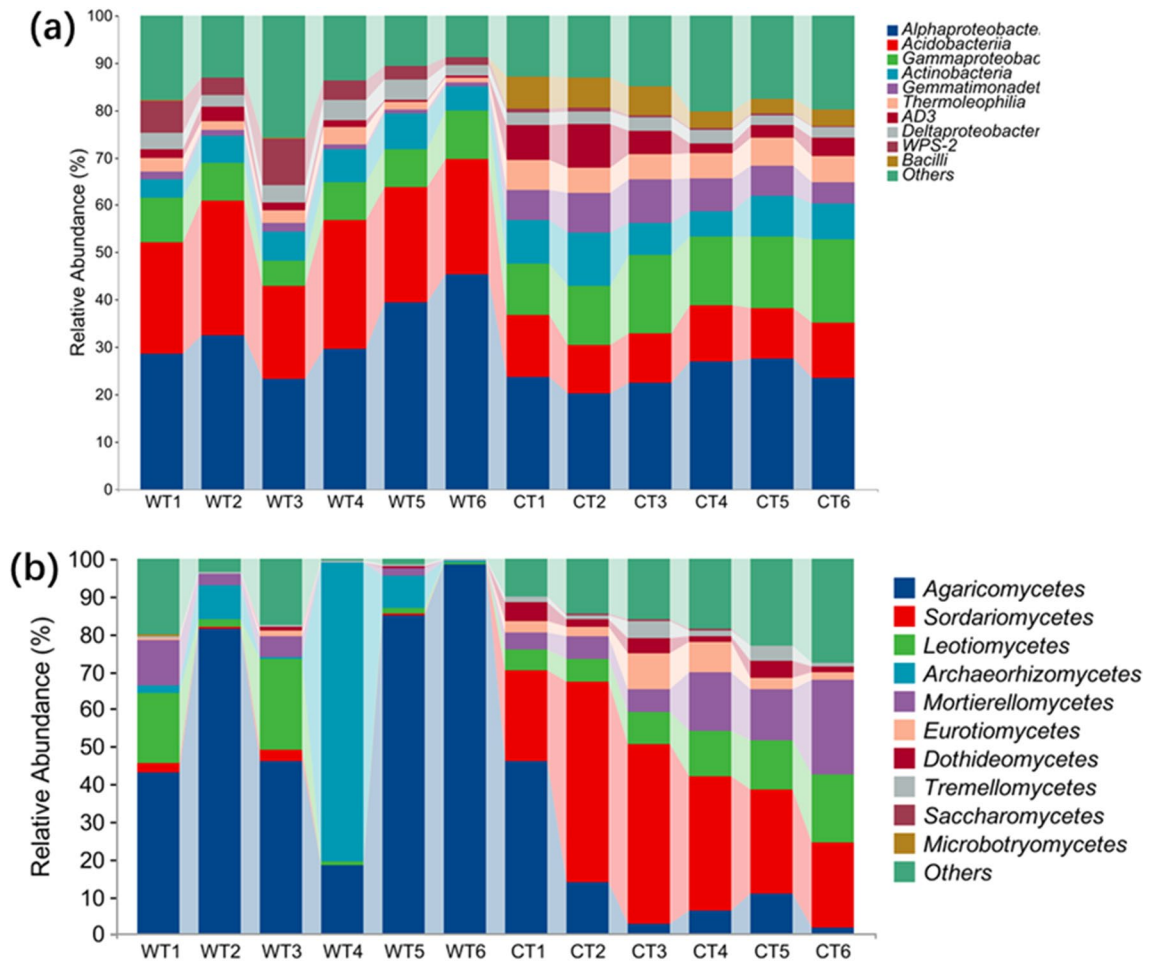 (a)
Relative Abundance (%)
100
90
80
70
60
50
40
30
20
10
0
WT1 WT2 WT3 WT4 WT5 WT6 CT1 CT2 CT3 CT4 CT5 CT6
Alphaproteobacte
Acidobacteriia
Gammaproteobac
Actinobacteria
Gemmatimonadet
Thermoleophilia
AD3
Deltaproteobacter
WPS-2
Bacilli
Others
(b)
Relative Abundance (%)
100
90
80
70
60
50
40
30
20
10
0
WT1 WT2 WT3 WT4 WT5 WT6 CT1 CT2 CT3 CT4 CT5 CT6
Agaricomycetes
Sordariomycetes
Leotiomycetes
Archaeorhizomycetes
Mortierellomycetes
Eurotiomycetes
Dothideomycetes
Tremellomycetes
Saccharomycetes
Microbotryomycetes
Others